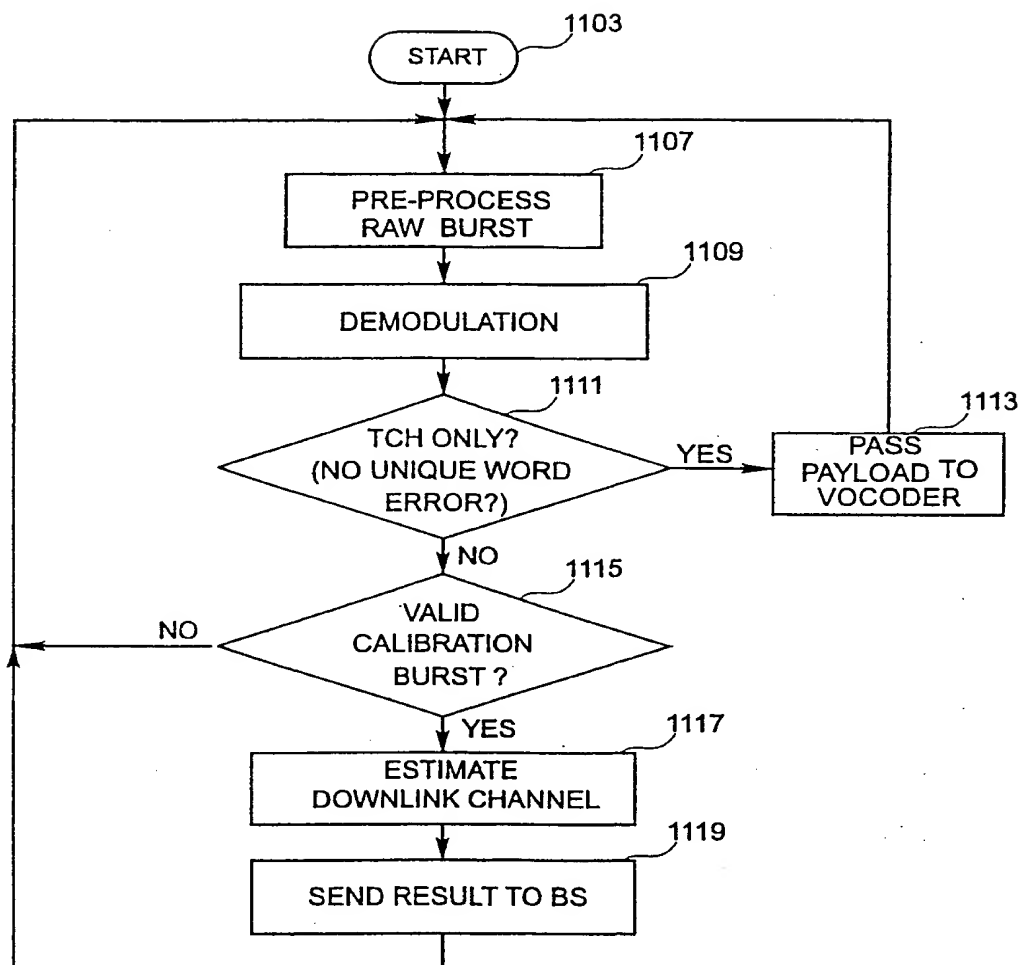 1103
START
1107
PRE-PROCESS
RAW BURST
1109
DEMODULATION
1111
TCH ONLY?
(NO UNIQUE WORD
ERROR?)
YES
1113
PASS
PAYLOAD TO
VOCODER
NO
1115
VALID
CALIBRATION
BURST ?
NO
YES
1117
ESTIMATE
DOWNLINK CHANNEL
1119
SEND RESULT TO BS